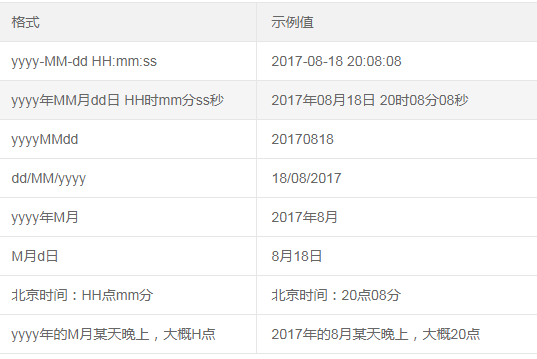 格式 示例值
yyyy-MM-dd HH:mm:ss 2017-08-18 20:08:08
yyyy年MM月dd日 HH时mm分ss秒 2017年08月18日 20时08分08秒
yyyyMMdd 20170818
dd/MM/yyyy 18/08/2017
yyyy年M月 2017年8月
M月d日 8月18日
北京时间：HH点mm分 北京时间：20点08分
yyyy年的M月某天晚上，大概H点 2017年的8月某天晚上，大概20点